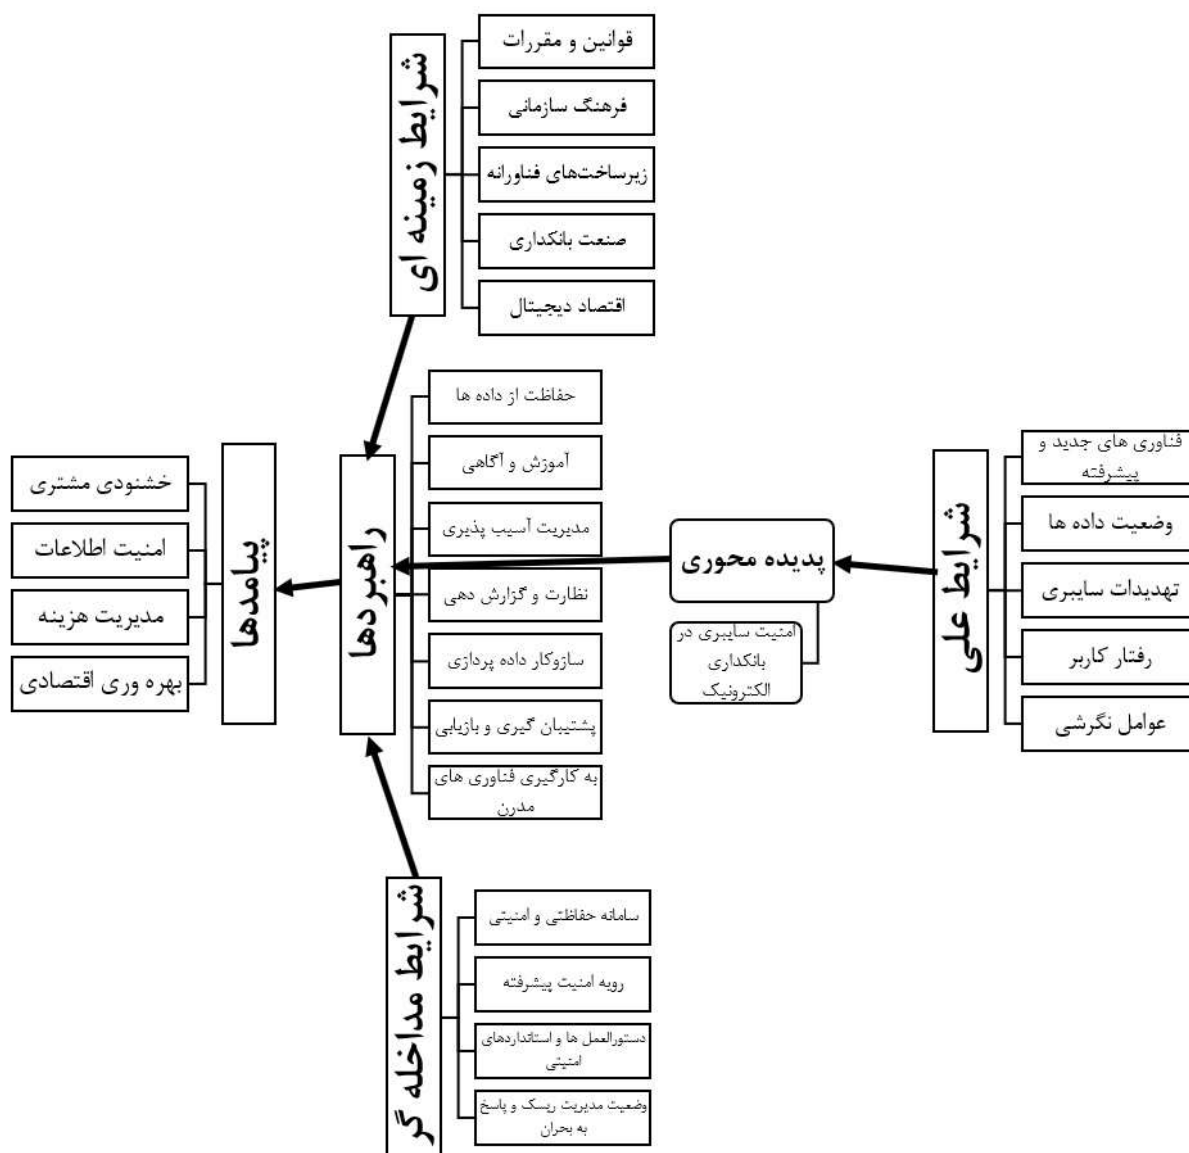 شرایط زمینه ای
قوانین و مقررات
فرهنگ سازمانی
زیرساخت‌های فناورانه
صنعت بانکداری
اقتصاد دیجیتال
شرایط علی
فناوری های جدید و
پیشرفته
وضعیت داده ها
تهدیدات سایبری
رفتار کاربر
عوامل نگرشی
پدیده محوری
امنیت سایبری در
بانکداری
الکترونیک
راهبردها
حفاظت از داده ها
آموزش و آگاهی
مدیریت آسیب پذیری
نظارت و گزارش دهی
سازوکار داده پردازی
پشتیبان گیری و بازیابی
به کارگیری فناوری های
مدرن
پیامدها
خشنودی مشتری
امنیت اطلاعات
مدیریت هزینه
بهره وری اقتصادی
شرایط مداخله گر
سامانه حفاظتی و امنیتی
رویه امنیت پیشرفته
دستورالعمل ها و استانداردهای
امنیتی
وضعیت مدیریت ریسک و پاسخ
به بحران